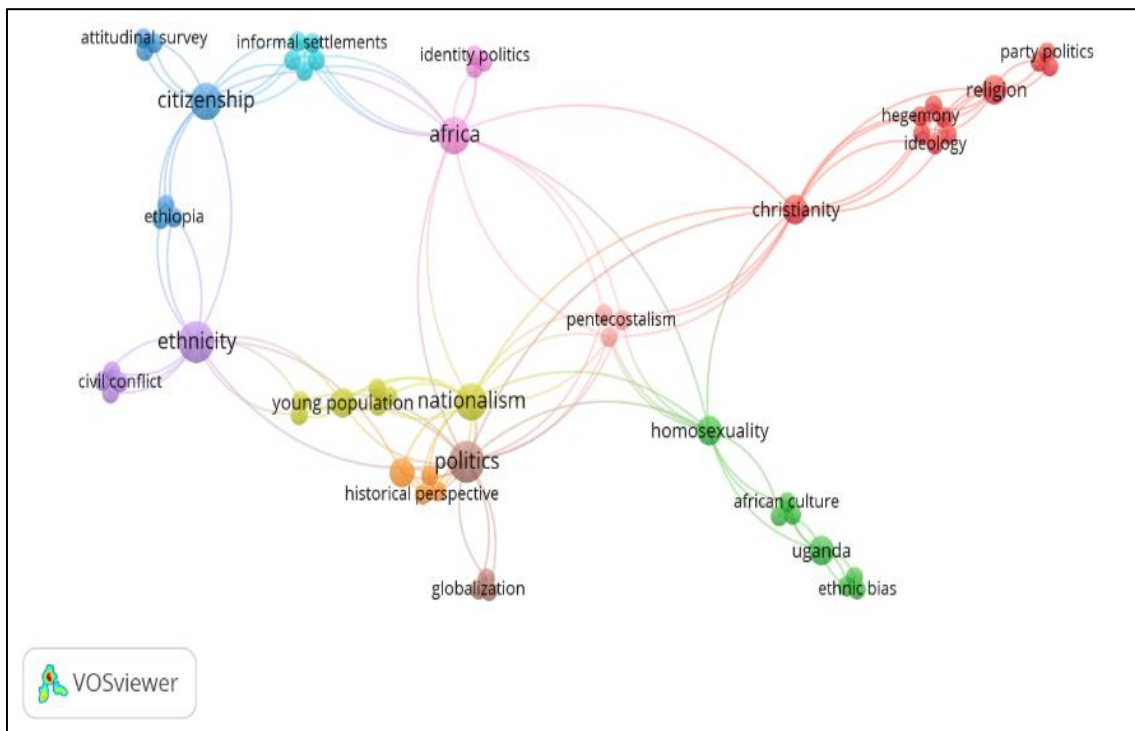 attitudinal survey
informal settlements
identity politics
party politics
citizenship
religion
africa
hegemony
ideology
ethiopia
christianity
ethnicity
pentecostalism
civil conflict
young population
nationalism
homosexuality
politics
historical perspective
african culture
uganda
globalization
ethnic bias
VOSviewer